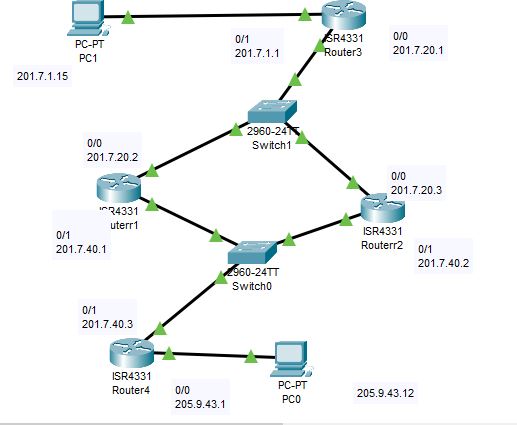 PC-PT
PC1
201.7.1.15
0/1
201.7.1.1
ISR4331
Router3
0/0
201.7.20.1
2960-24TT
Switch1
0/0
201.7.20.2
ISR4331
uterr1
0/1
201.7.40.1
0/0
201.7.20.3
ISR4331
Routerr2
0/1
201.7.40.2
2960-24TT
Switch0
0/1
201.7.40.3
ISR4331
Router4
0/0
205.9.43.1
PC-PT
PC0
205.9.43.12